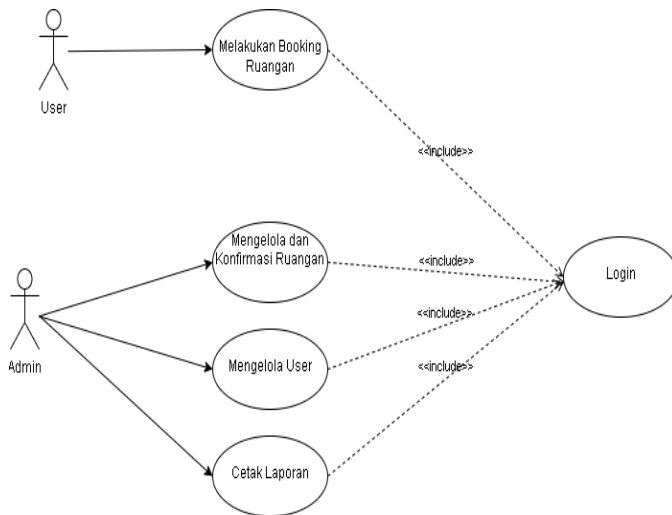 Melakukan Booking
Ruangan
User
<<include>>
Mengelola dan
Konfirmasi Ruangan
<<include>>
Login
Admin
<<include>>
Mengelola User
<<include>>
Cetak Laporan